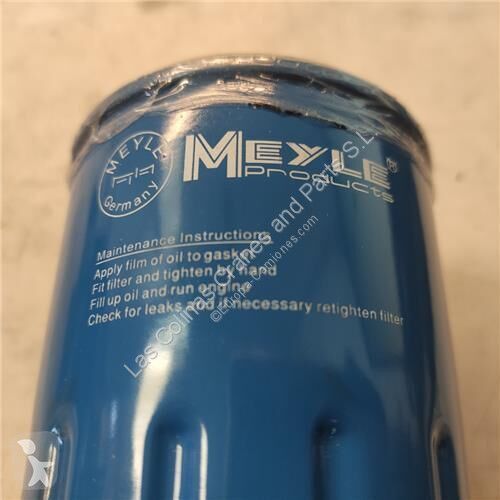 MEYLE
Germany
MEYLE®
Products
Maintenance Instructions
Apply film of oil to gasket
Fit filter and tighten by hand
Fill up oil and run engine
Check for leaks and if necessary retighten filter
Las Colinas Cranes and Parts S.L.